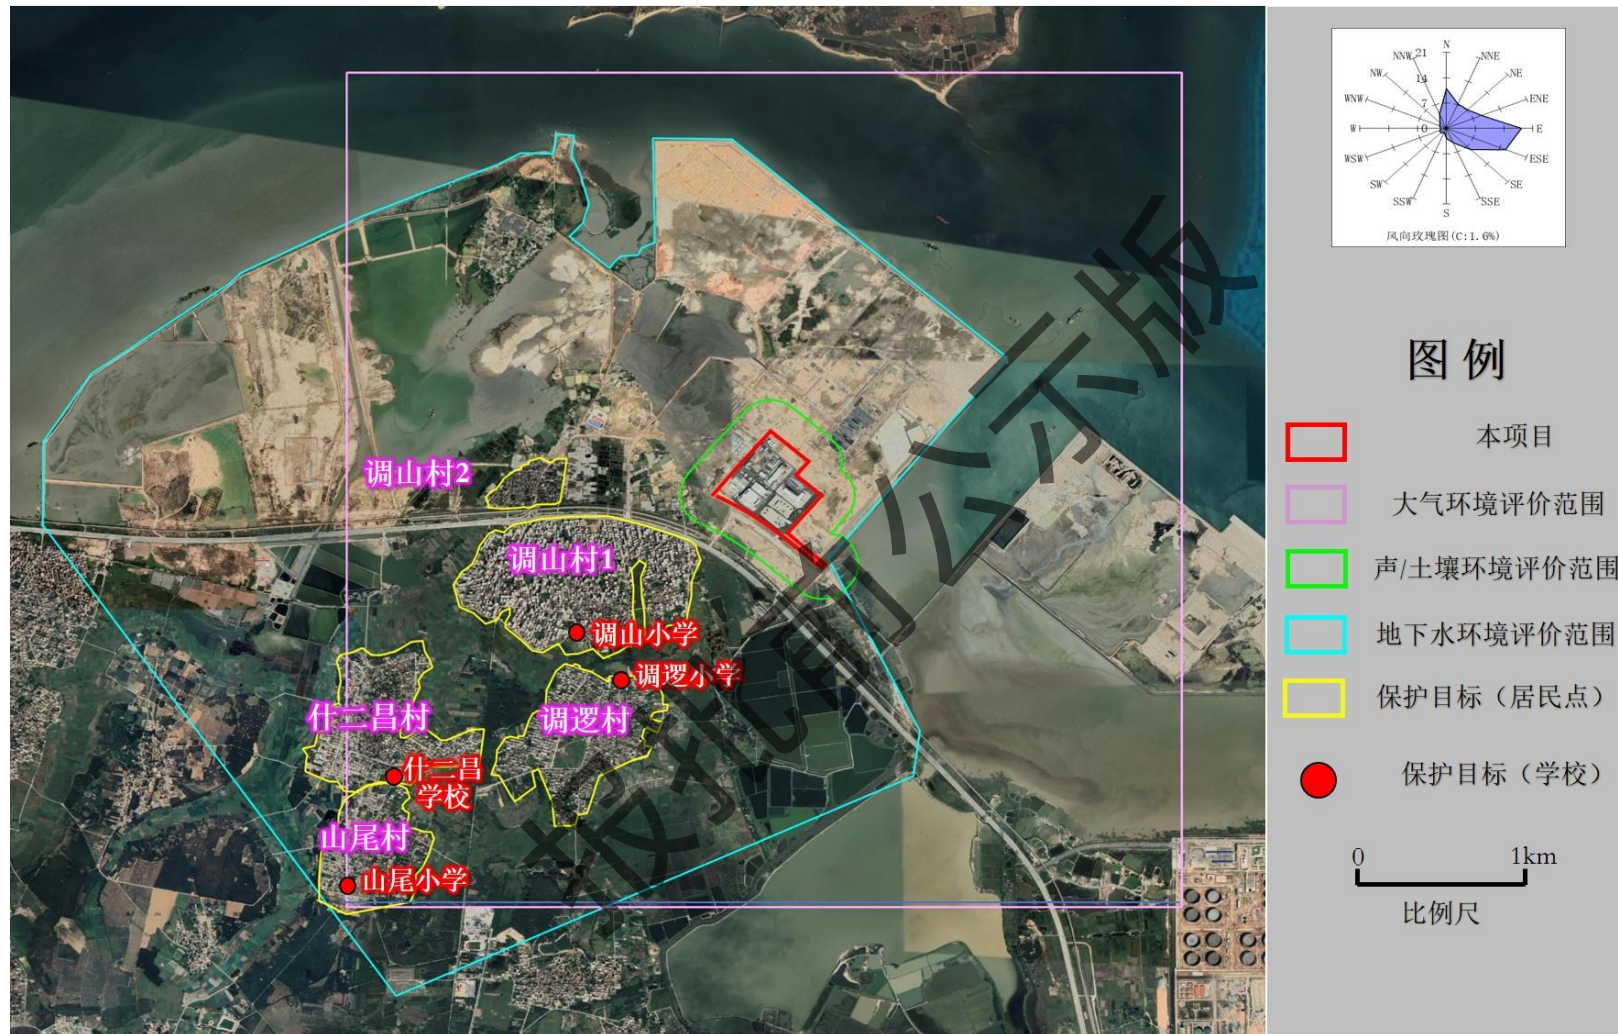 调山村2
调山村1
调山小学
调逻小学
调逻村
什二昌村
什二昌
学校
山尾村
山尾小学
报批前公示版
N
NNW
21
NNE
NW
14
NE
WNW
7
ENE
W
0
E
WSW
ESE
SW
SE
SSW
SSE
S
风向玫瑰图(C:1.6%)
图例
本项目
大气环境评价范围
声/土壤环境评价范围
地下水环境评价范围
保护目标（居民点）
保护目标（学校）
0
1km
比例尺